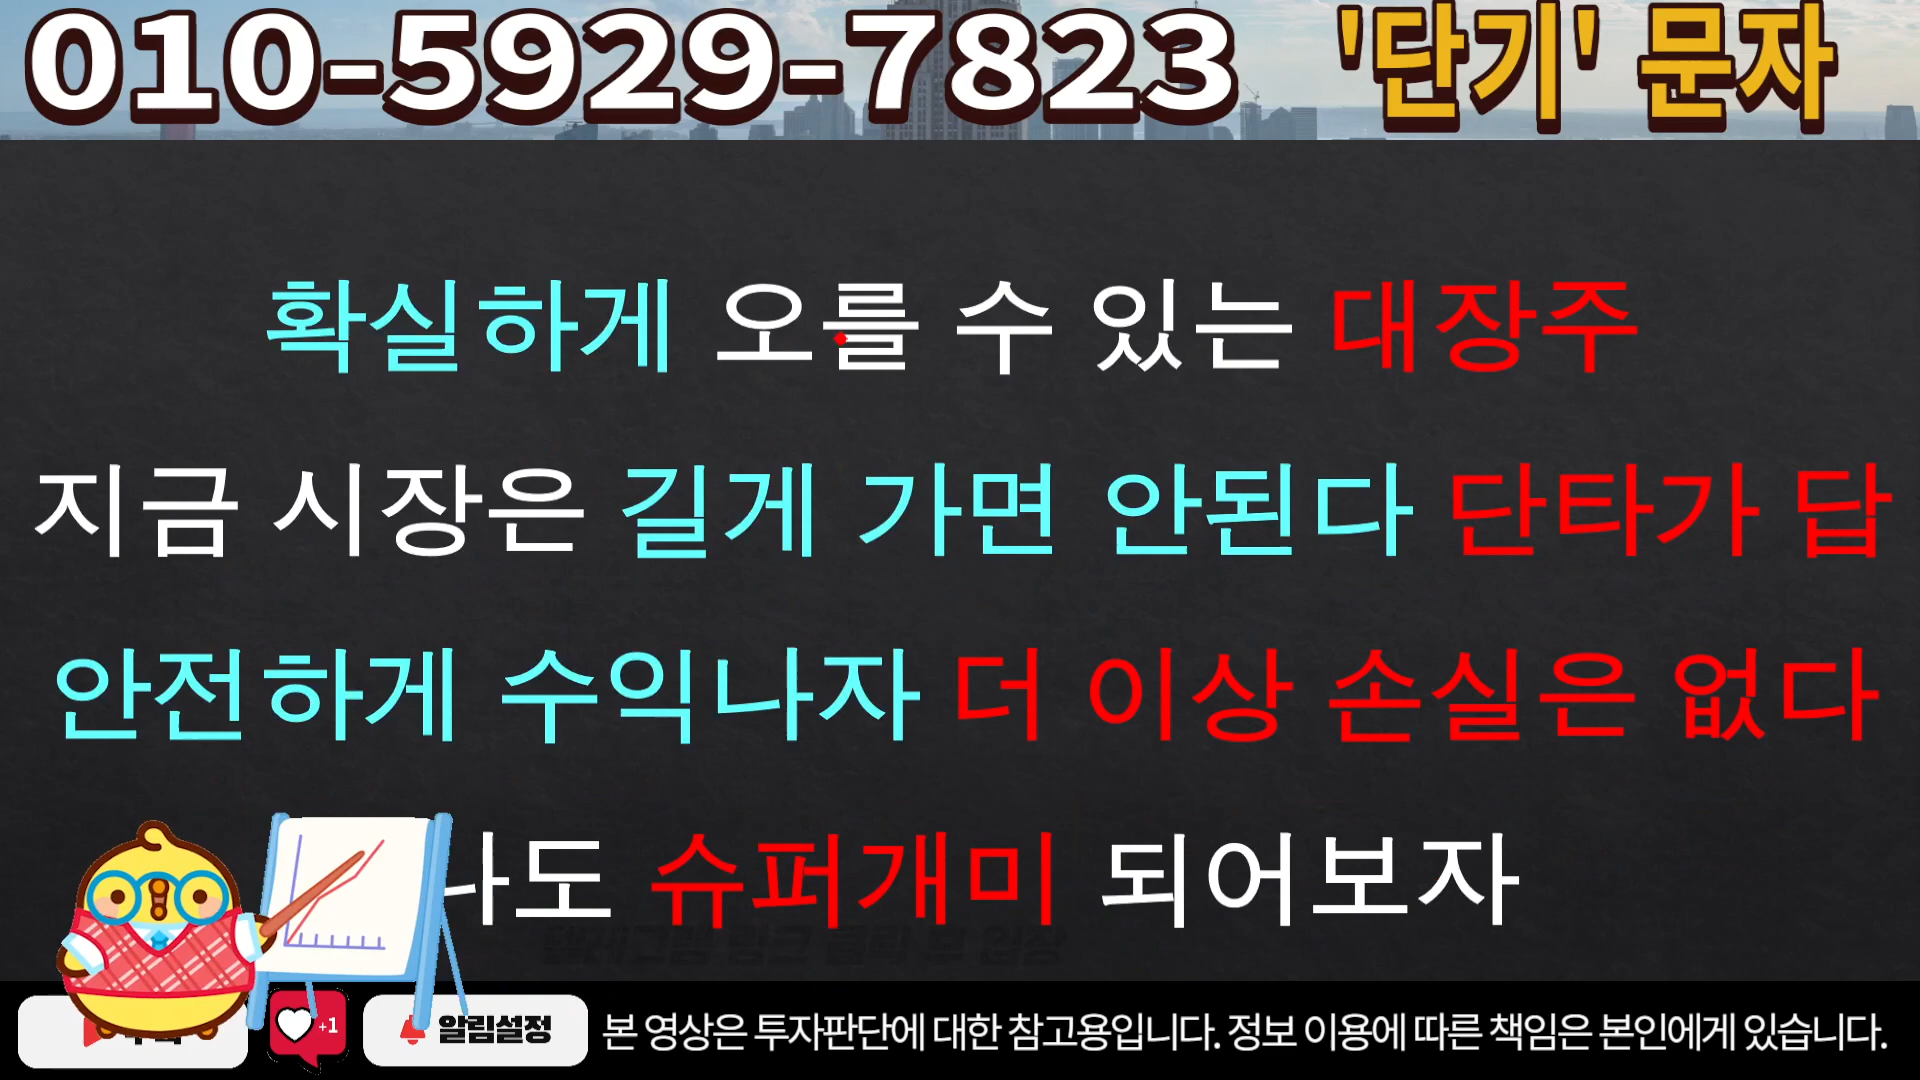 010-5929-7823 '단기' 문자
확실하게 오를 수 있는 대장주
지금 시장은 길게 가면 안된다 단타가 답
안전하게 수익나자 더 이상 손실은 없다
나도 슈퍼개미 되어보자
+1 알림설정 본 영상은 투자판단에 대한 참고용입니다. 정보 이용에 따른 책임은 본인에게 있습니다.